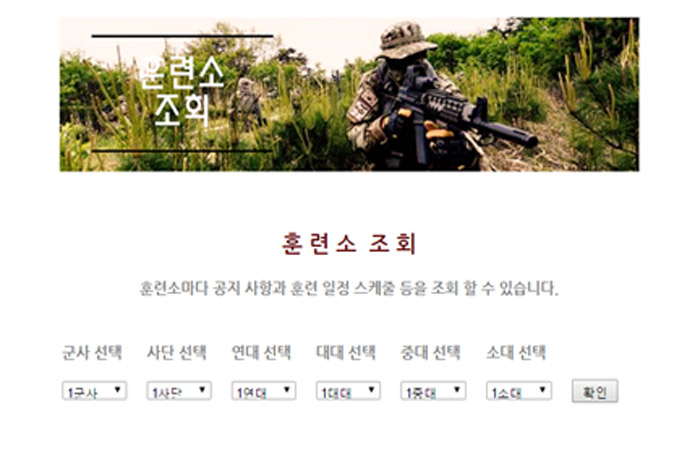 훈련소
조회
훈련소 조회
훈련소마다 공지 사항과 훈련 일정 스케줄 등을 조회 할 수 있습니다.
군사 선택 사단 선택 연대 선택 대대 선택 중대 선택 소대 선택
1군사 1사단 1연대 1대대 1중대 1소대 확인